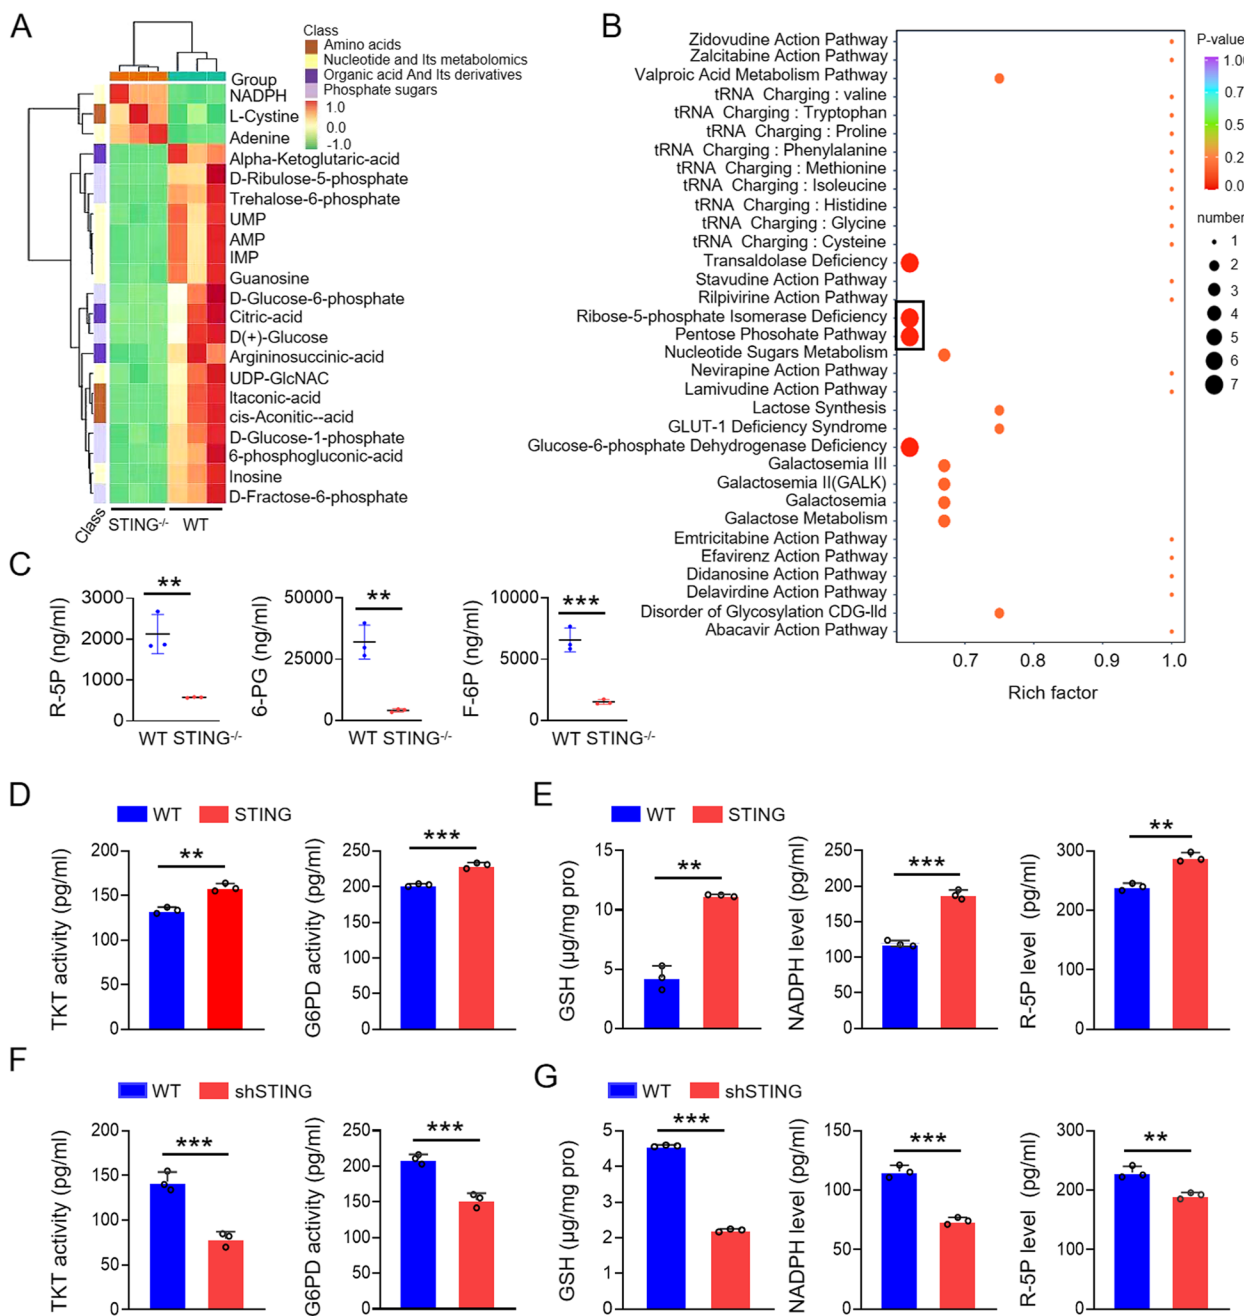 A
Class
Amino acids
Nucleotide and Its metabolomics
Organic acid And Its derivatives
Phosphate sugars
1.0
0.0
-1.0
Group
NADPH
L-Cystine
Adenine
Alpha-Ketoglutaric-acid
D-Ribulose-5-phosphate
Trehalose-6-phosphate
UMP
AMP
IMP
Guanosine
D-Glucose-6-phosphate
Citric-acid
D(+)-Glucose
Argininosuccinic-acid
UDP-GlcNAC
Itaconic-acid
cis-Aconitic--acid
D-Glucose-1-phosphate
6-phosphogluconic-acid
Inosine
D-Fractose-6-phosphate
Class
STING-/- WT
B
Zidovudine Action Pathway
Zalcitabine Action Pathway
Valproic Acid Metabolism Pathway
tRNA Charging : valine
tRNA Charging : Tryptophan
tRNA Charging : Proline
tRNA Charging : Phenylalanine
tRNA Charging : Methionine
tRNA Charging : Isoleucine
tRNA Charging : Histidine
tRNA Charging : Glycine
tRNA Charging : Cysteine
Transaldolase Deficiency
Stavudine Action Pathway
Rilpivirine Action Pathway
Ribose-5-phosphate Isomerase Deficiency
Pentose Phosohate Pathway
Nucleotide Sugars Metabolism
Nevirapine Action Pathway
Lamivudine Action Pathway
Lactose Synthesis
GLUT-1 Deficiency Syndrome
Glucose-6-phosphate Dehydrogenase Deficiency
Galactosemia III
Galactosemia II(GALK)
Galactosemia
Galactose Metabolism
Emtricitabine Action Pathway
Efavirenz Action Pathway
Didanosine Action Pathway
Delavirdine Action Pathway
Disorder of Glycosylation CDG-IId
Abacavir Action Pathway
0.7 0.8 0.9 1.0
Rich factor
P-value
1.00
0.7
0.5
0.2
0.0
number
1
2
3
4
5
6
7
C
R-5P (ng/ml)
3000
2000
1000
0
**
WT STING-/-
6-PG (ng/ml)
50000
25000
0
**
WT STING-/-
F-6P (ng/ml)
10000
5000
0
***
WT STING-/-
D
WT STING
TKT activity (pg/ml)
200
150
100
50
0
**
G6PD activity (pg/ml)
250
200
150
100
50
0
***
E
WT STING
GSH (μg/mg pro)
15
10
5
0
**
NADPH level (pg/ml)
250
200
150
100
50
0
***
R-5P level (pg/ml)
300
200
100
0
**
F
WT shSTING
TKT activity (pg/ml)
200
150
100
50
0
***
G6PD activity (pg/ml)
250
200
150
100
50
0
***
G
WT shSTING
GSH (μg/mg pro)
5
4
3
2
1
0
***
NADPH level (pg/ml)
150
100
50
0
***
R-5P level (pg/ml)
300
200
100
0
**